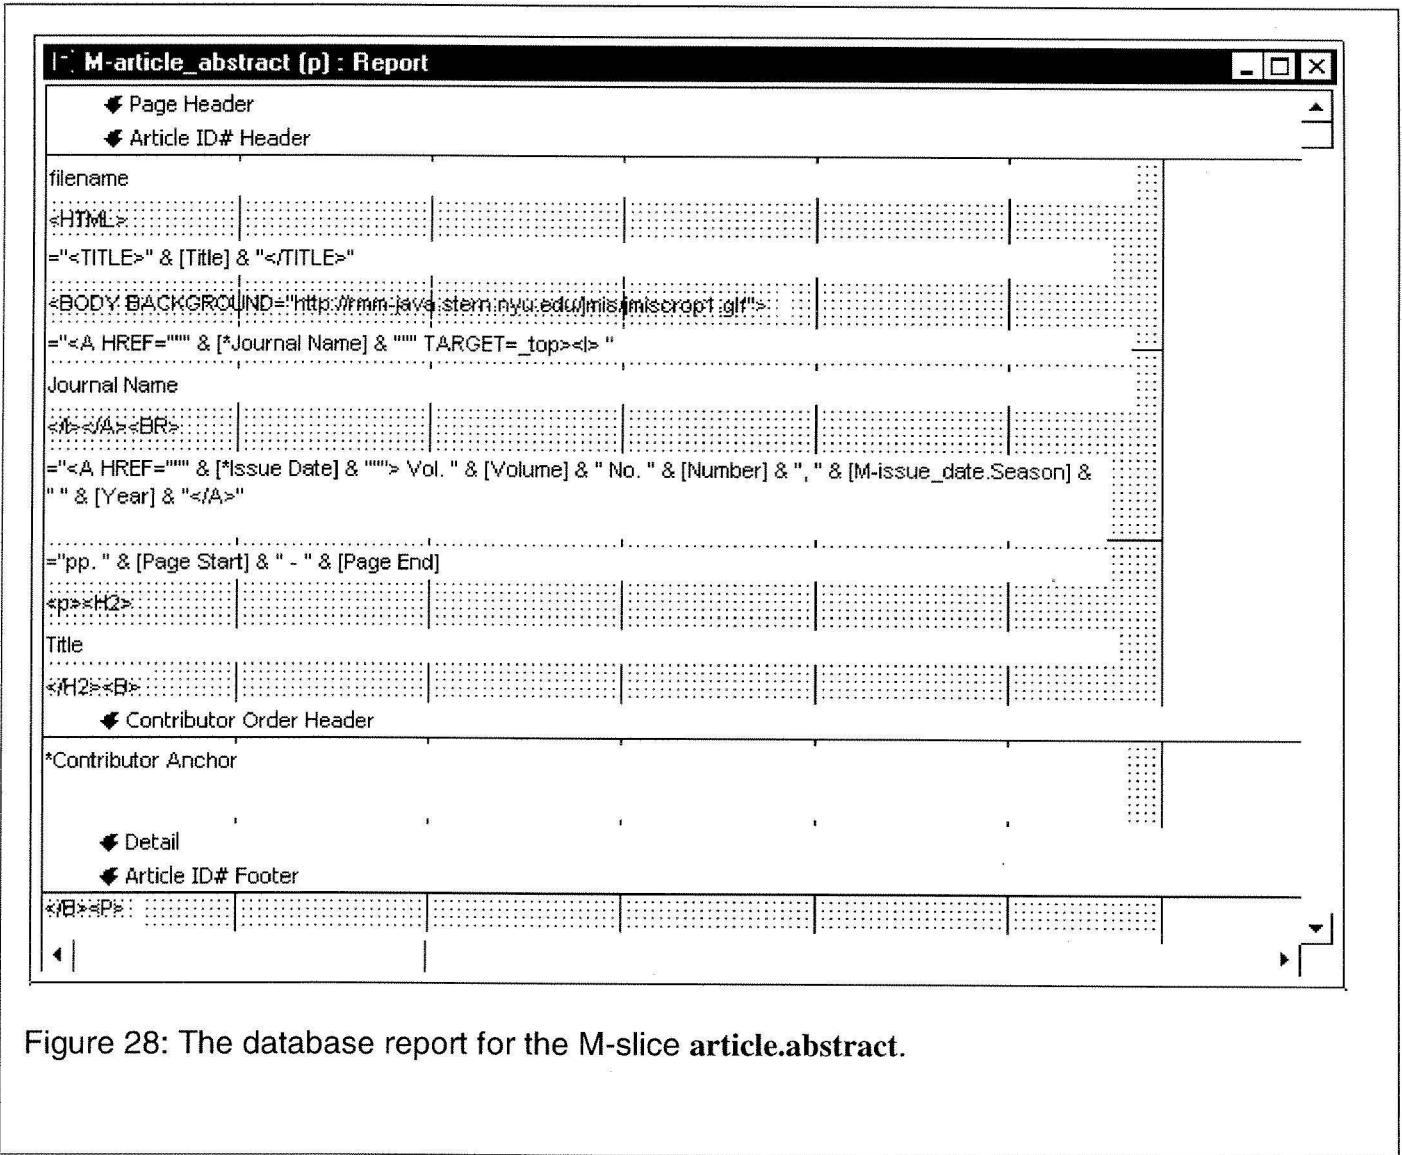 M-article_abstract (p) : Report
Page Header
Article ID# Header
filename
<HTML>
="<TITLE>" & [Title] & "</TITLE>"
<BODY BACKGROUND="http://rmm-java.stern.nyu.edu/jmis/jmiscrop1.gif">
="<A HREF=""" & [*Journal Name] & """ TARGET=_top><I> "
Journal Name
</I></A><BR>
="<A HREF=""" & [*Issue Date] & """> Vol. " & [Volume] & " No. " & [Number] & ", " & [M-issue_date.Season] &
" " & [Year] & "</A>"
="pp. " & [Page Start] & " - " & [Page End]
<p><H2>
Title
</H2><B>
Contributor Order Header
*Contributor Anchor
Detail
Article ID# Footer
</B><P>
Figure 28: The database report for the M-slice article.abstract.